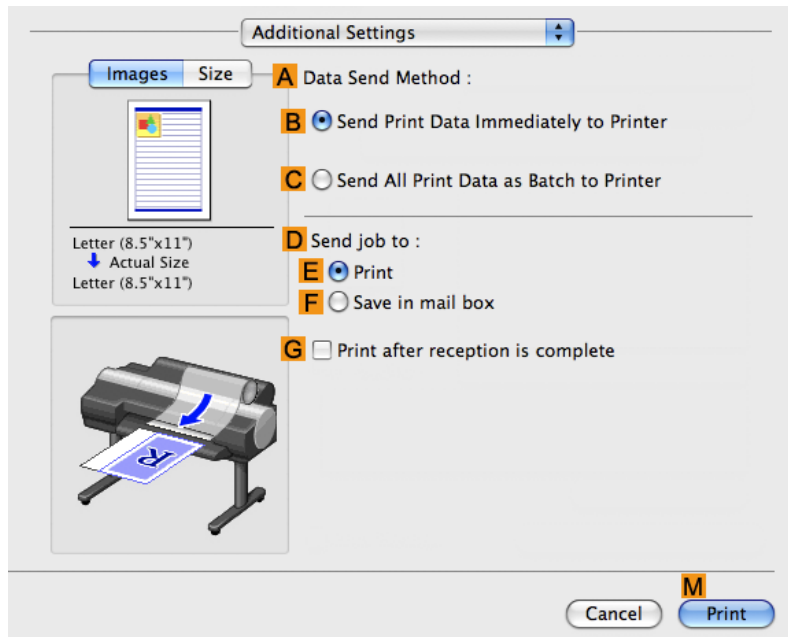 Additional Settings
Images Size
A Data Send Method :
B Send Print Data Immediately to Printer
C Send All Print Data as Batch to Printer
Letter (8.5"x11")
Actual Size
Letter (8.5"x11")
D Send job to :
E Print
F Save in mail box
G Print after reception is complete
R
M
Cancel Print